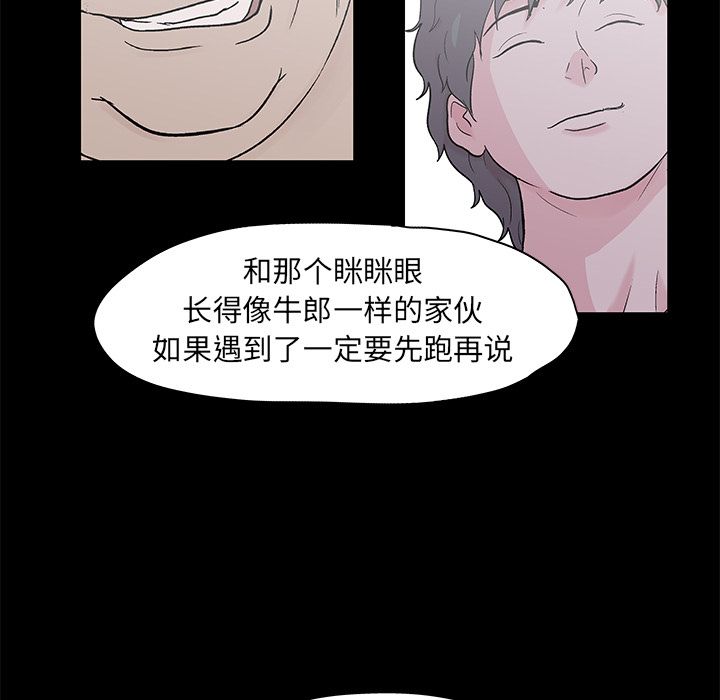 和那个眯眯眼
长得像牛郎一样的家伙
如果遇到了一定要先跑再说